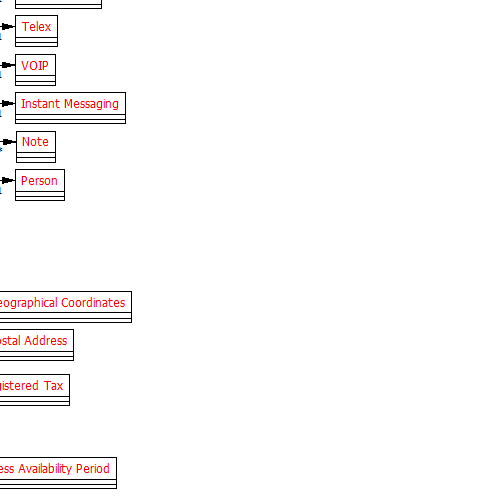 Telex
VOIP
Instant Messaging
Note
Person
eographical Coordinates
ostal Address
gistered Tax
ess Availability Period